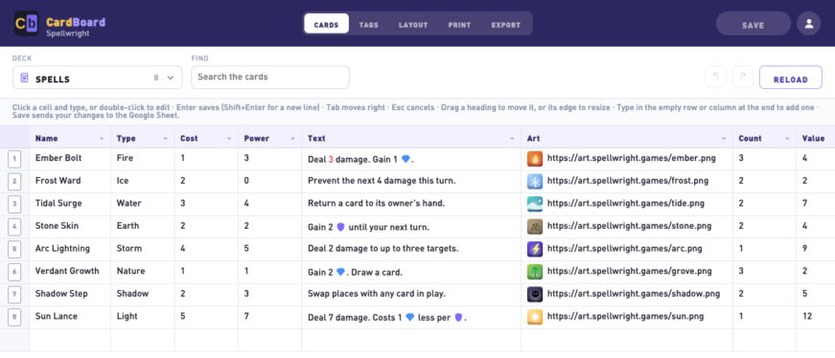 Cb CardBoard
Spellwright
CARDS TAGS LAYOUT PRINT EXPORT
SAVE
DECK FIND
SPELLS 8 Search the cards
RELOAD
Click a cell and type, or double-click to edit · Enter saves (Shift+Enter for a new line) · Tab moves right · Esc cancels · Drag a heading to move it, or its edge to resize · Type in the empty row or column at the end to add one ·
Save sends your changes to the Google Sheet.
Name Type Cost Power Text Art Count Value
1 Ember Bolt Fire 1 3 Deal 3 damage. Gain 1 . https://art.spellwright.games/ember.png 3 4
2 Frost Ward Ice 2 0 Prevent the next 4 damage this turn. https://art.spellwright.games/frost.png 2 2
3 Tidal Surge Water 3 4 Return a card to its owner's hand. https://art.spellwright.games/tide.png 2 7
4 Stone Skin Earth 2 2 Gain 2 until your next turn. https://art.spellwright.games/stone.png 2 4
5 Arc Lightning Storm 4 5 Deal 2 damage to up to three targets. https://art.spellwright.games/arc.png 1 9
6 Verdant Growth Nature 1 1 Gain 2 . Draw a card. https://art.spellwright.games/grove.png 3 2
7 Shadow Step Shadow 2 3 Swap places with any card in play. https://art.spellwright.games/shadow.png 2 5
8 Sun Lance Light 5 7 Deal 7 damage. Costs 1 less per . https://art.spellwright.games/sun.png 1 12